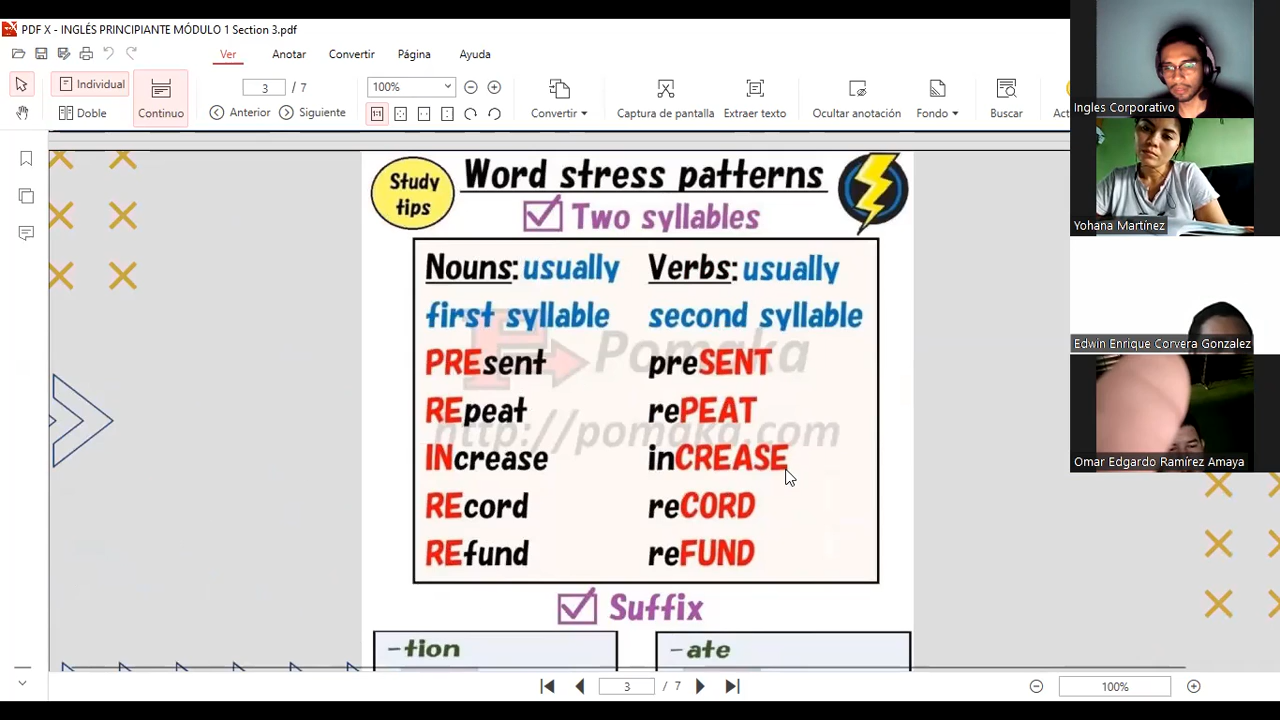 PDF X - INGLÉS PRINCIPIANTE MÓDULO 1 Section 3.pdf
Ver Anotar Convertir Página Ayuda
Individual
Doble
Continuo
3 / 7
Anterior Siguiente
100%
Convertir
Captura de pantalla
Extraer texto
Ocultar anotación
Fondo
Buscar
Act
Ingles Corporativo
Yohana Martínez
Edwin Enrique Corvera Gonzalez
Omar Edgardo Ramírez Amaya
Study tips
Word stress patterns
Two syllables
Nouns: usually Verbs: usually
first syllable second syllable
PREsent preSENT
REpeat rePEAT
INcrease inCREASE
REcord reCORD
REfund reFUND
Pomaka
http://pomaka.com
Suffix
-tion -ate
3 / 7
100%